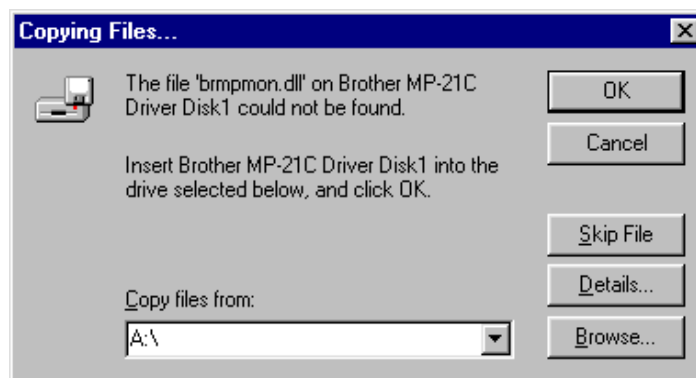 Copying Files...
The file 'brmpmon.dll' on Brother MP-21C
Driver Disk1 could not be found.
Insert Brother MP-21C Driver Disk1 into the
drive selected below, and click OK.
Copy files from:
A:\
OK
Cancel
Skip File
Details...
Browse...